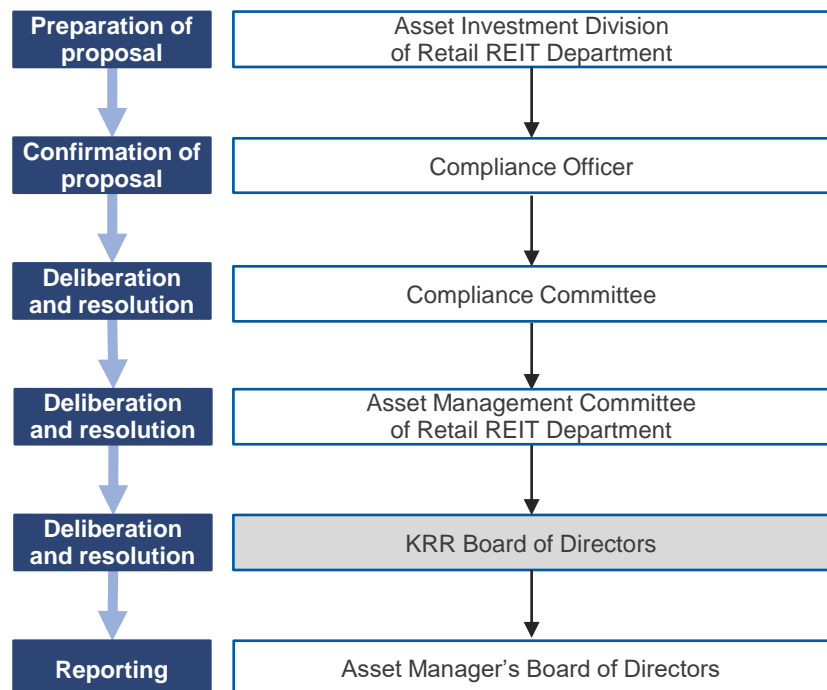 Preparation of
proposal
Asset Investment Division
of Retail REIT Department
Confirmation of
proposal
Compliance Officer
Deliberation
and resolution
Compliance Committee
Deliberation
and resolution
Asset Management Committee
of Retail REIT Department
Deliberation
and resolution
KRR Board of Directors
Reporting
Asset Manager's Board of Directors